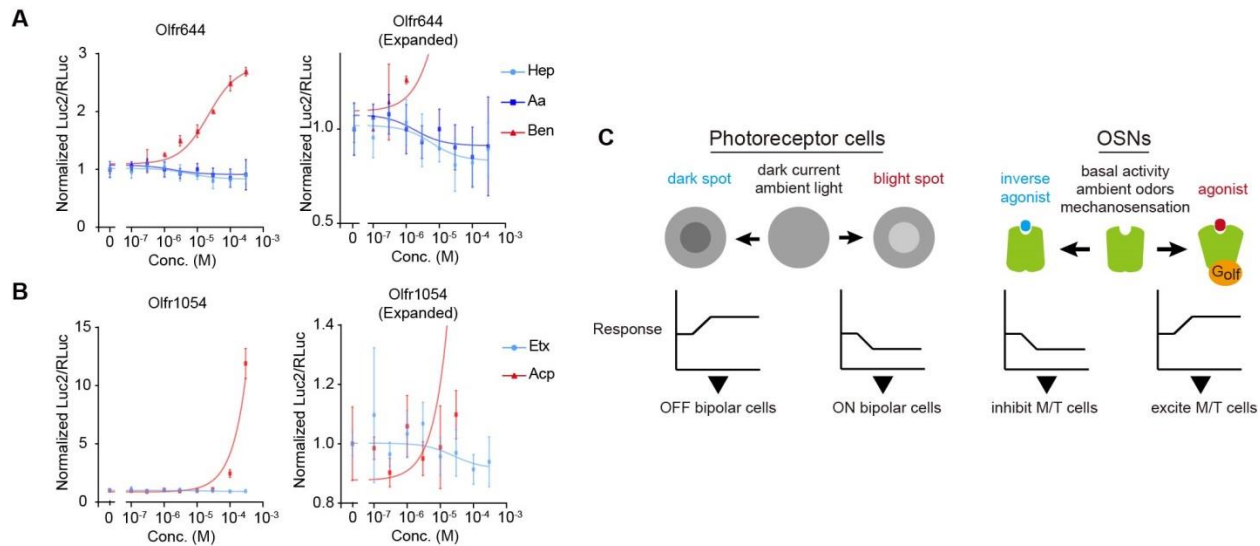 A
Olfr644
Normalized Luc2/RLuc
3
2
1
0
0 10⁻⁷ 10⁻⁶ 10⁻⁵ 10⁻⁴ 10⁻³
Conc. (M)
Olfr644
(Expanded)
Normalized Luc2/RLuc
1.0
0.5
0 10⁻⁷ 10⁻⁶ 10⁻⁵ 10⁻⁴ 10⁻³
Conc. (M)
Hep
Aa
Ben
B
Olfr1054
Normalized Luc2/RLuc
15
10
5
0
0 10⁻⁷ 10⁻⁶ 10⁻⁵ 10⁻⁴ 10⁻³
Conc. (M)
Olfr1054
(Expanded)
Normalized Luc2/RLuc
1.4
1.2
1.0
0.8
0 10⁻⁷ 10⁻⁶ 10⁻⁵ 10⁻⁴ 10⁻³
Conc. (M)
Etx
Acp
C
Photoreceptor cells
dark spot
dark current
ambient light
blight spot
Response
OFF bipolar cells
ON bipolar cells
OSNs
inverse
agonist
basal activity
ambient odors
mechanosensation
agonist
Golf
inhibit M/T cells
excite M/T cells